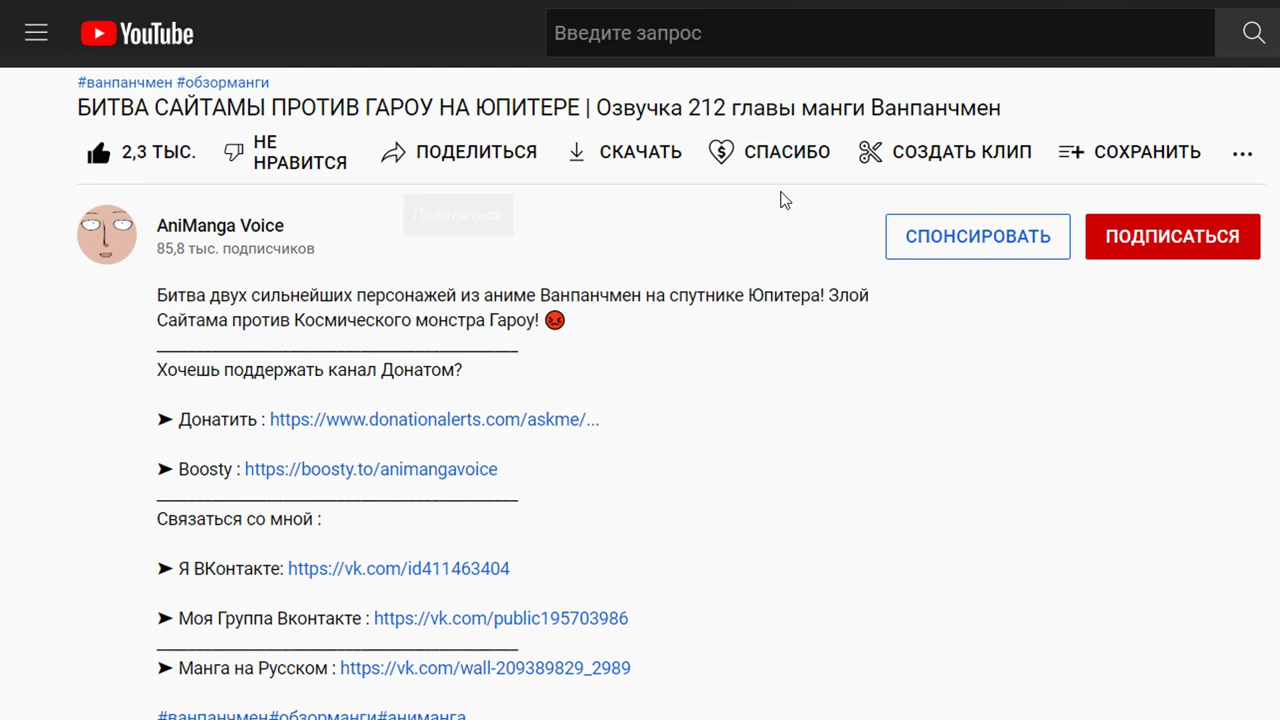 YouTube
Введите запрос
#ванпанчмен #обзорманги
БИТВА САЙТАМЫ ПРОТИВ ГАРОУ НА ЮПИТЕРЕ | Озвучка 212 главы манги Ванпанчмен
2,3 ТЫС. НЕ НРАВИТСЯ ПОДЕЛИТЬСЯ СКАЧАТЬ СПАСИБО СОЗДАТЬ КЛИП СОХРАНИТЬ ...
Поделиться
AniManga Voice
85,8 тыс. подписчиков
СПОНСИРОВАТЬ ПОДПИСАТЬСЯ
Битва двух сильнейших персонажей из аниме Ванпанчмен на спутнике Юпитера! Злой
Сайтама против Космического монстра Гароу! 😡
Хочешь поддержать канал Донатом?
➤ Донатить : https://www.donationalerts.com/askme/...
➤ Boosty : https://boosty.to/animangavoice
Связаться со мной :
➤ Я ВКонтакте: https://vk.com/id411463404
➤ Моя Группа Вконтакте : https://vk.com/public195703986
➤ Манга на Русском : https://vk.com/wall-209389829_2989
#ванпанчмен#обзорманги#аниманга